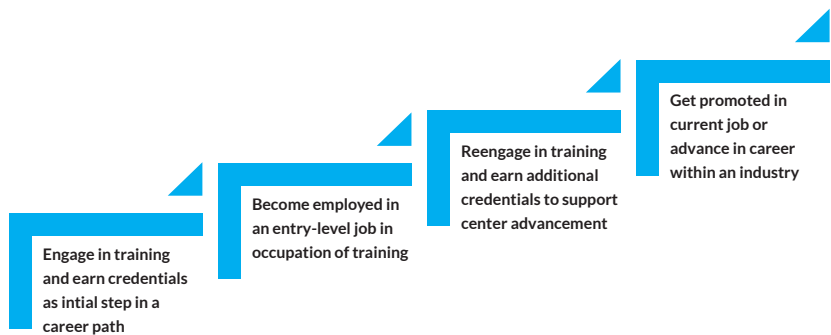 Engage in training
and earn credentials
as intial step in a
career path
Become employed in
an entry-level job in
occupation of training
Reengage in training
and earn additional
credentials to support
center advancement
Get promoted in
current job or
advance in career
within an industry